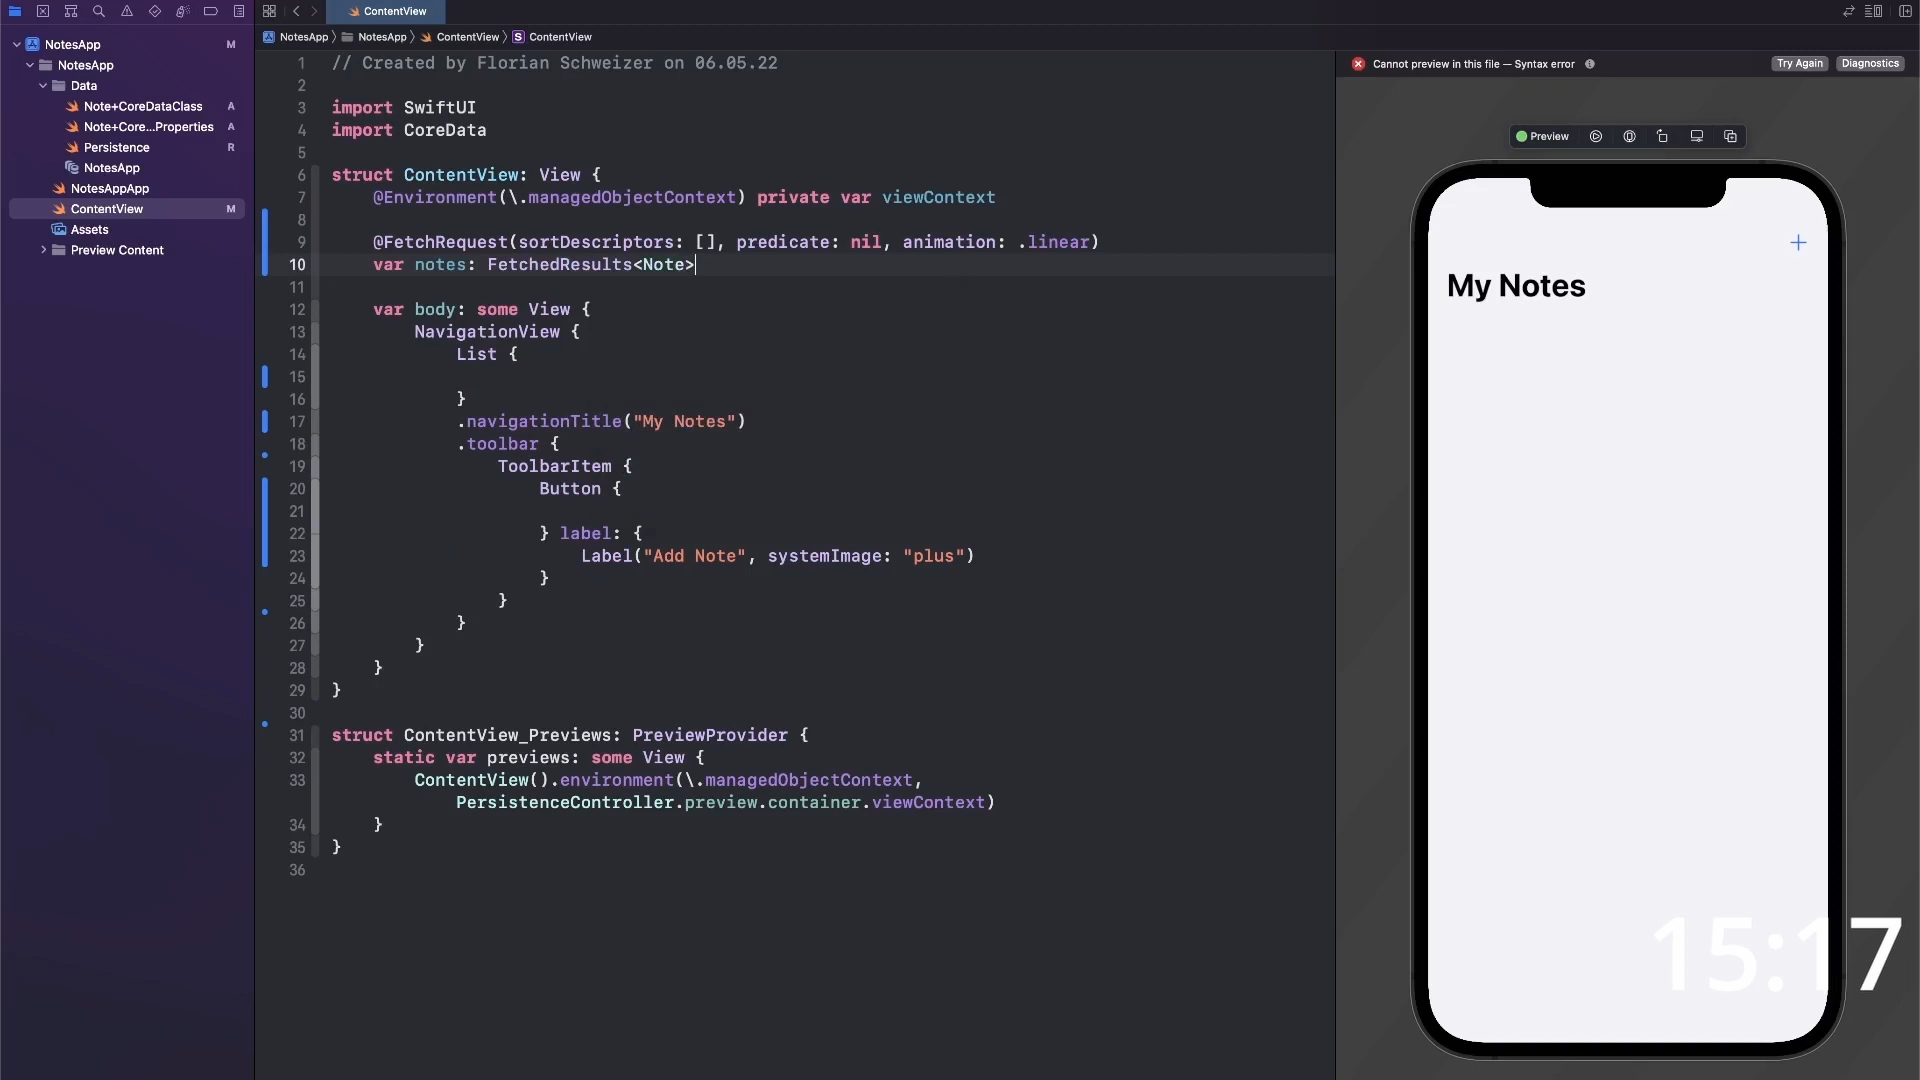 ContentView
NotesApp M
NotesApp
Data
Note+CoreDataClass A
Note+Core...Properties A
Persistence R
NotesApp
NotesAppApp
ContentView M
Assets
Preview Content
NotesApp NotesApp ContentView S ContentView
1 // Created by Florian Schweizer on 06.05.22
2
3 import SwiftUI
4 import CoreData
5
6 struct ContentView: View {
7 @Environment(\.managedObjectContext) private var viewContext
8
9 @FetchRequest(sortDescriptors: [], predicate: nil, animation: .linear)
10 var notes: FetchedResults<Note>
11
12 var body: some View {
13 NavigationView {
14 List {
15
16 }
17 .navigationTitle("My Notes")
18 .toolbar {
19 ToolbarItem {
20 Button {
21
22 } label: {
23 Label("Add Note", systemImage: "plus")
24 }
25 }
26 }
27 }
28 }
29 }
30
31 struct ContentView_Previews: PreviewProvider {
32 static var previews: some View {
33 ContentView().environment(\.managedObjectContext,
PersistenceController.preview.container.viewContext)
34 }
35 }
36
Cannot preview in this file — Syntax error
Try Again
Diagnostics
Preview
My Notes
15:17